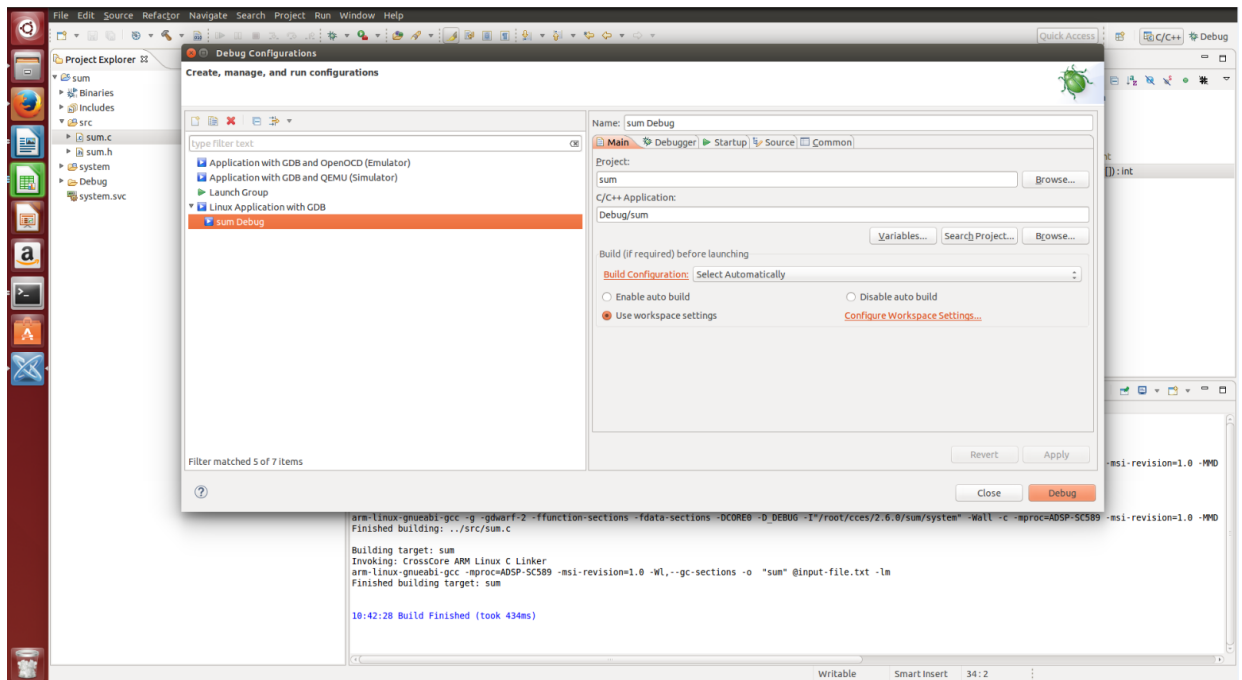 File Edit Source Refactor Navigate Search Project Run Window Help
Quick Access
C/C++
Debug
Project Explorer
sum
Binaries
Includes
src
sum.c
sum.h
system
Debug
system.svc
Debug Configurations
Create, manage, and run configurations
type filter text
Application with GDB and OpenOCD (Emulator)
Application with GDB and QEMU (Simulator)
Launch Group
Linux Application with GDB
sum Debug
Filter matched 5 of 7 items
Name: sum Debug
Main Debugger Startup Source Common
Project:
sum
Browse...
C/C++ Application:
Debug/sum
Variables... Search Project... Browse...
Build (if required) before launching
Build Configuration: Select Automatically
Enable auto build Disable auto build
Use workspace settings Configure Workspace Settings...
Revert Apply
Close Debug
[]) : int
-msi-revision=1.0 -MMD
arm-linux-gnueabi-gcc -g -gdwarf-2 -ffunction-sections -fdata-sections -DCORE0 -D_DEBUG -I"/root/cces/2.6.0/sum/system" -Wall -c -mproc=ADSP-SC589 -msi-revision=1.0 -MMD
Finished building: ../src/sum.c
Building target: sum
Invoking: CrossCore ARM Linux C Linker
arm-linux-gnueabi-gcc -mproc=ADSP-SC589 -msi-revision=1.0 -Wl,--gc-sections -o "sum" @input-file.txt -lm
Finished building target: sum
10:42:28 Build Finished (took 434ms)
Writable Smart Insert 34 : 2